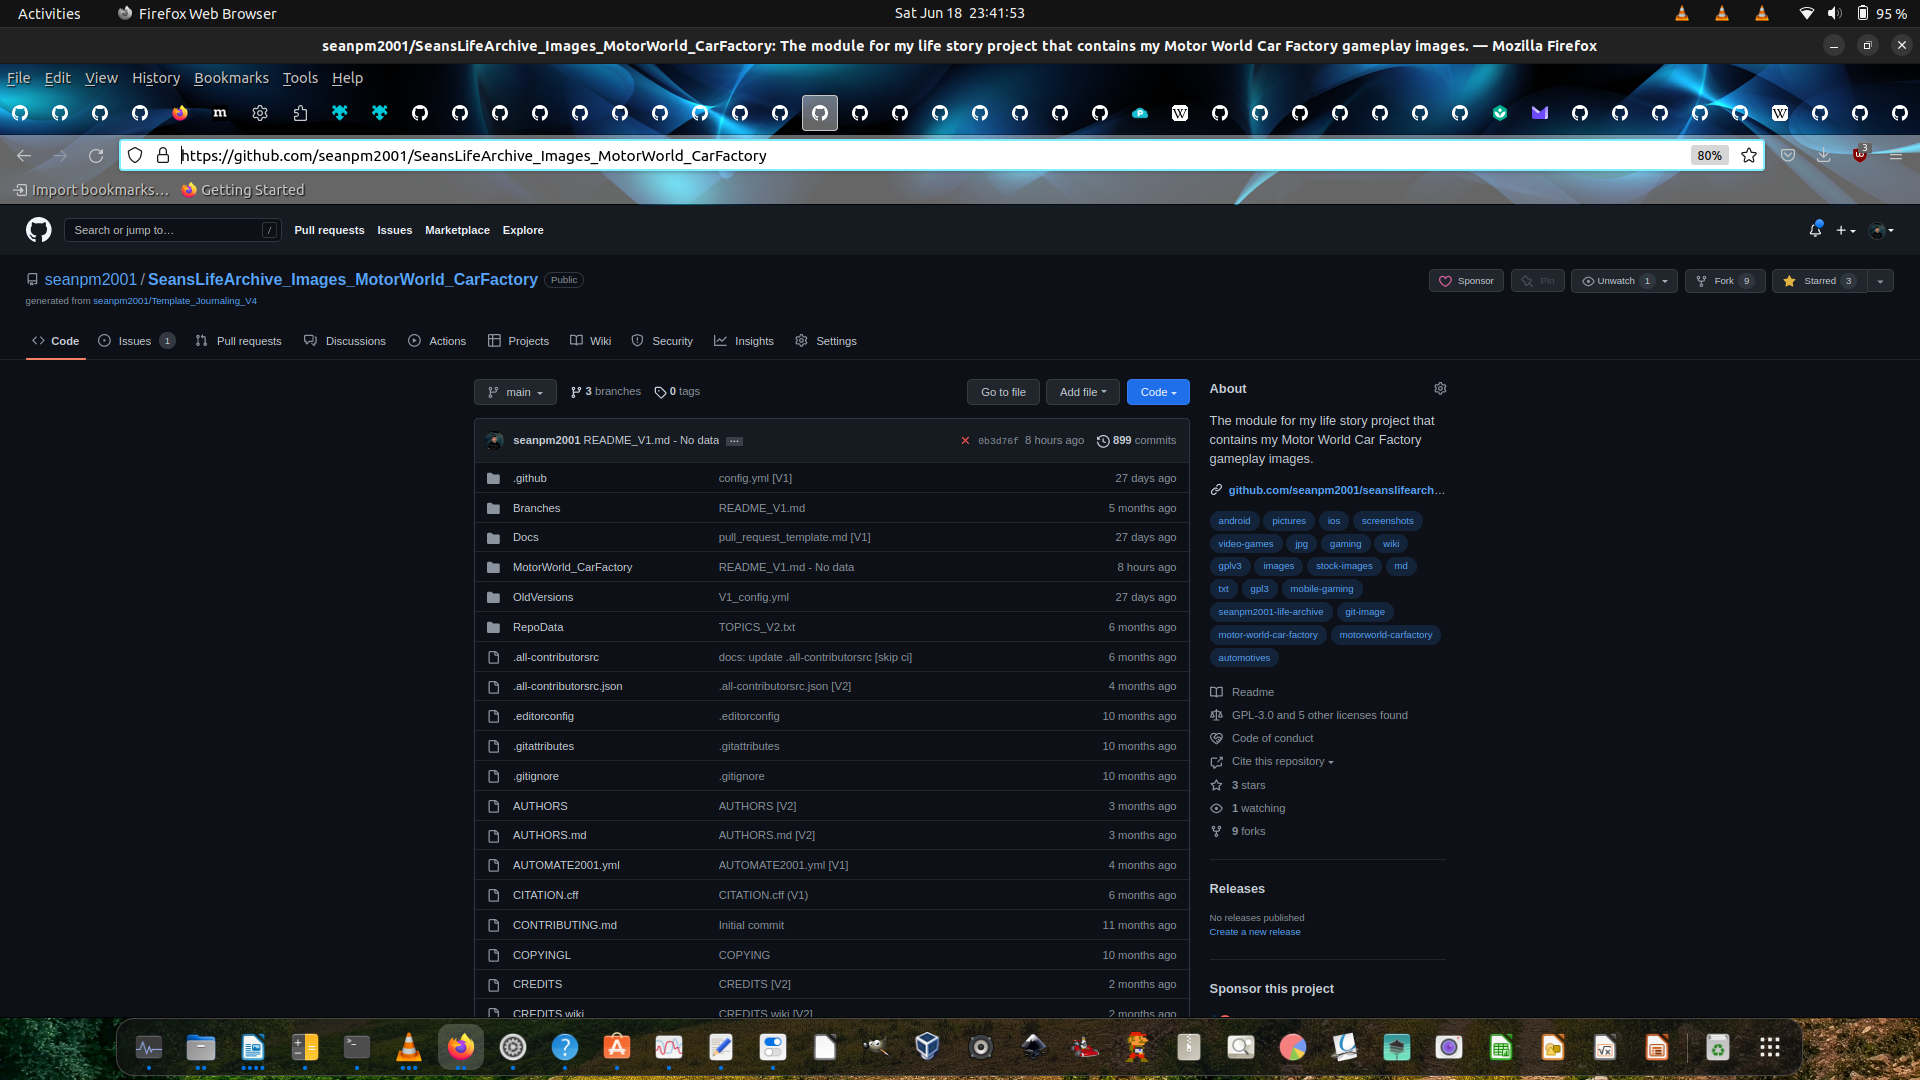 Activities
Firefox Web Browser
Sat Jun 18 23:41:53
95 %
seanpm2001/SeansLifeArchive_Images_MotorWorld_CarFactory: The module for my life story project that contains my Motor World Car Factory gameplay images. — Mozilla Firefox
File Edit View History Bookmarks Tools Help
https://github.com/seanpm2001/SeansLifeArchive_Images_MotorWorld_CarFactory
80%
3
Import bookmarks…
Getting Started
Search or jump to…
/
Pull requests
Issues
Marketplace
Explore
seanpm2001 / SeansLifeArchive_Images_MotorWorld_CarFactory
Public
generated from seanpm2001/Template_Journaling_V4
Sponsor
Pin
Unwatch 1
Fork 9
Starred 3
Code
Issues 1
Pull requests
Discussions
Actions
Projects
Wiki
Security
Insights
Settings
main
3 branches
0 tags
Go to file
Add file
Code
seanpm2001 README_V1.md - No data ...
0b3d76f 8 hours ago
899 commits
.github config.yml [V1] 27 days ago
Branches README_V1.md 5 months ago
Docs pull_request_template.md [V1] 27 days ago
MotorWorld_CarFactory README_V1.md - No data 8 hours ago
OldVersions V1_config.yml 27 days ago
RepoData TOPICS_V2.txt 6 months ago
.all-contributorsrc docs: update .all-contributorsrc [skip ci] 6 months ago
.all-contributorsrc.json .all-contributorsrc.json [V2] 4 months ago
.editorconfig .editorconfig 10 months ago
.gitattributes .gitattributes 10 months ago
.gitignore .gitignore 10 months ago
AUTHORS AUTHORS [V2] 3 months ago
AUTHORS.md AUTHORS.md [V2] 3 months ago
AUTOMATE2001.yml AUTOMATE2001.yml [V1] 4 months ago
CITATION.cff CITATION.cff (V1) 6 months ago
CONTRIBUTING.md Initial commit 11 months ago
COPYINGL COPYING 10 months ago
CREDITS CREDITS [V2] 2 months ago
CREDITS.wiki CREDITS.wiki [V2] 2 months ago
About
The module for my life story project that
contains my Motor World Car Factory
gameplay images.
github.com/seanpm2001/seanslifearch…
android pictures ios screenshots
video-games jpg gaming wiki
gplv3 images stock-images md
txt gpl3 mobile-gaming
seanpm2001-life-archive git-image
motor-world-car-factory motorworld-carfactory
automotives
Readme
GPL-3.0 and 5 other licenses found
Code of conduct
Cite this repository
3 stars
1 watching
9 forks
Releases
No releases published
Create a new release
Sponsor this project